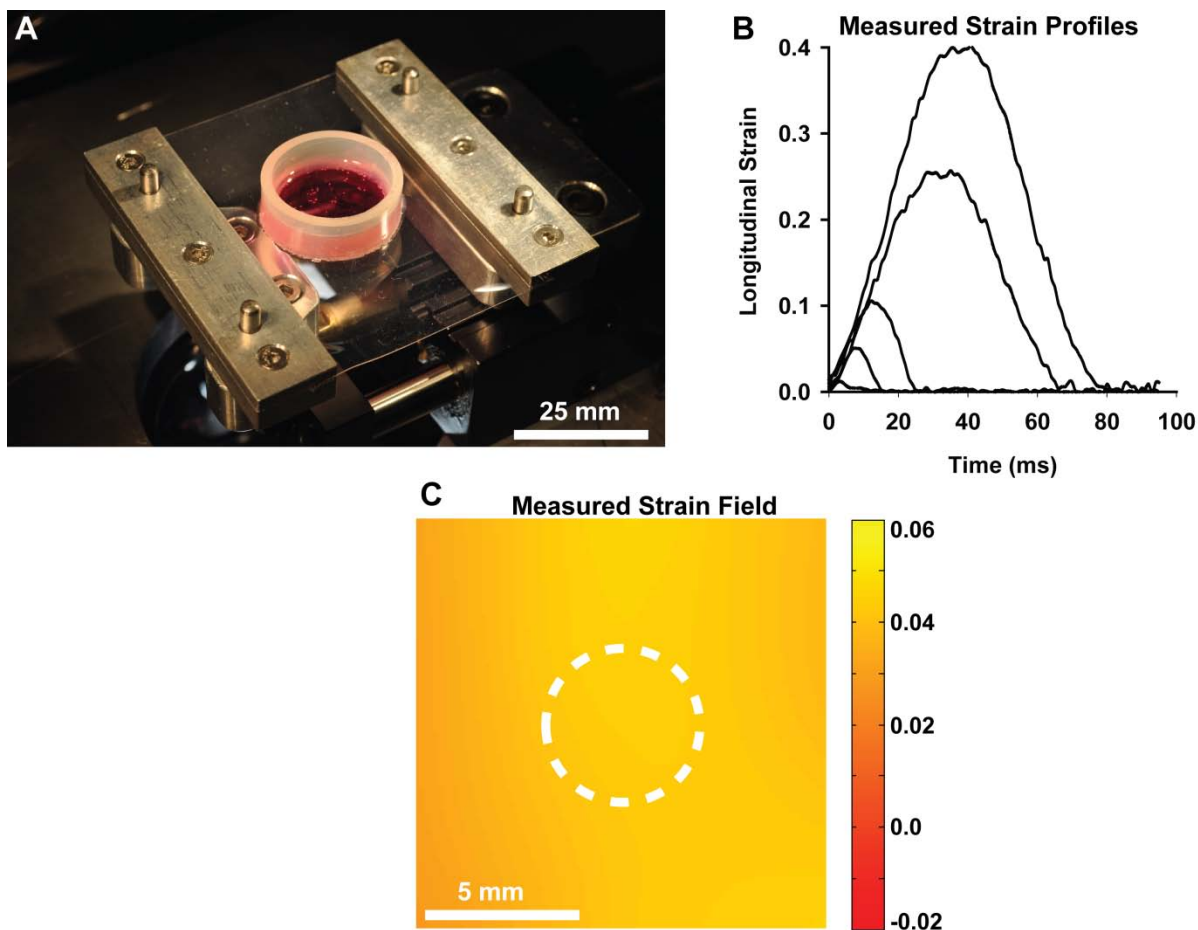 A
25 mm
B
Measured Strain Profiles
Longitudinal Strain
0.4
0.3
0.2
0.1
0.0
0
20
40
60
80
100
Time (ms)
C
Measured Strain Field
5 mm
0.06
0.04
0.02
0.0
-0.02